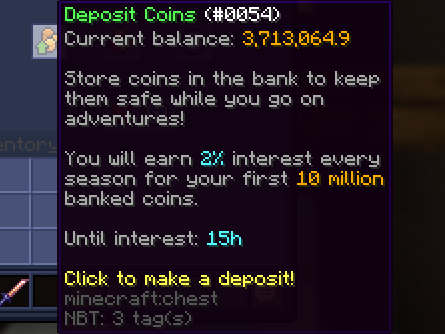 Deposit Coins (#0054)
Current balance: 3,713,064.9
Store coins in the bank to keep
them safe while you go on
adventures!
You will earn 2% interest every
season for your first 10 million
banked coins.
Until interest: 15h
Click to make a deposit!
minecraft:chest
NBT: 3 tag(s)
entory